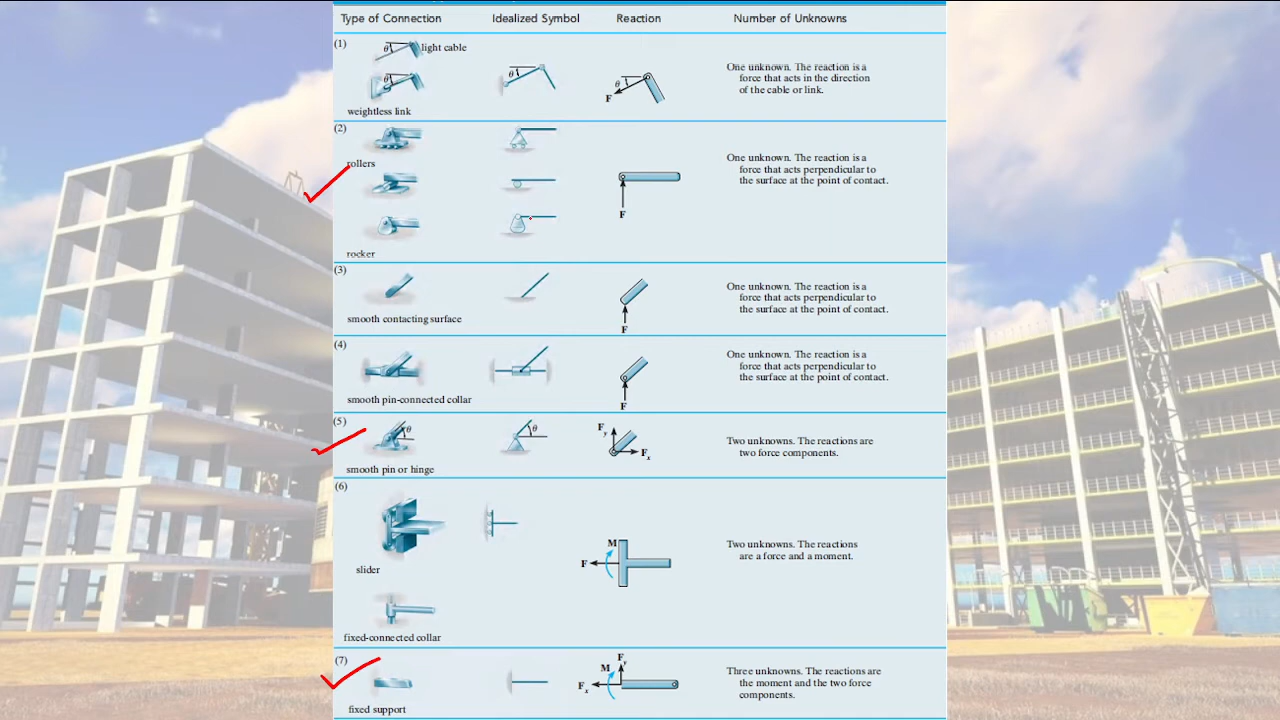 Type of Connection Idealized Symbol Reaction Number of Unknowns
(1)
θ light cable
θ
weightless link
θ
θ
F
One unknown. The reaction is a
force that acts in the direction
of the cable or link.
(2)
rollers
rocker
F
One unknown. The reaction is a
force that acts perpendicular to
the surface at the point of contact.
(3)
smooth contacting surface
F
One unknown. The reaction is a
force that acts perpendicular to
the surface at the point of contact.
(4)
smooth pin-connected collar
F
One unknown. The reaction is a
force that acts perpendicular to
the surface at the point of contact.
(5)
θ
smooth pin or hinge
θ
Fy
Fx
Two unknowns. The reactions are
two force components.
(6)
slider
fixed-connected collar
M
F
Two unknowns. The reactions
are a force and a moment.
(7)
fixed support
Fy
M
Fx
Three unknowns. The reactions are
the moment and the two force
components.